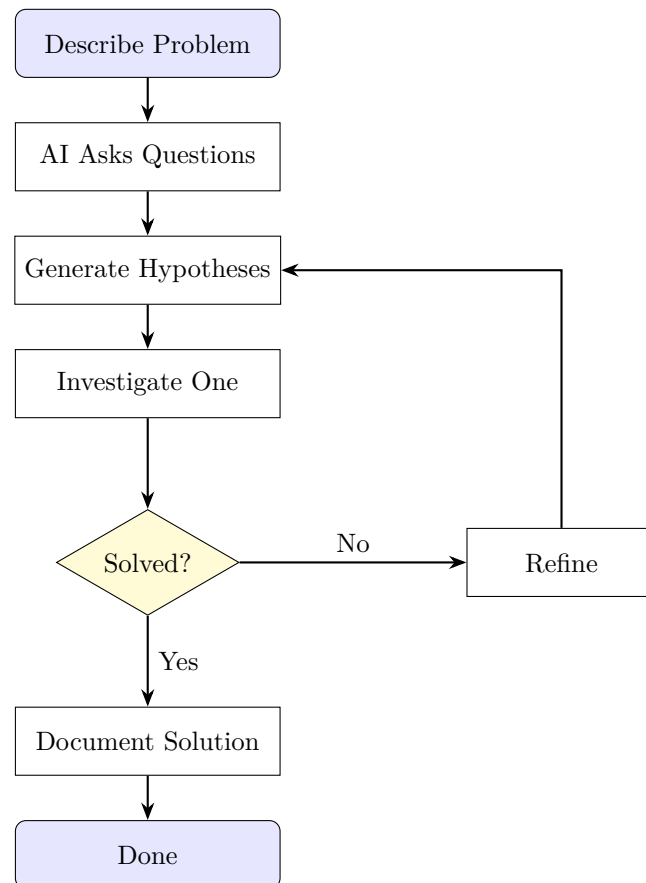 Describe Problem
AI Asks Questions
Generate Hypotheses
Investigate One
Solved?
No
Refine
Yes
Document Solution
Done